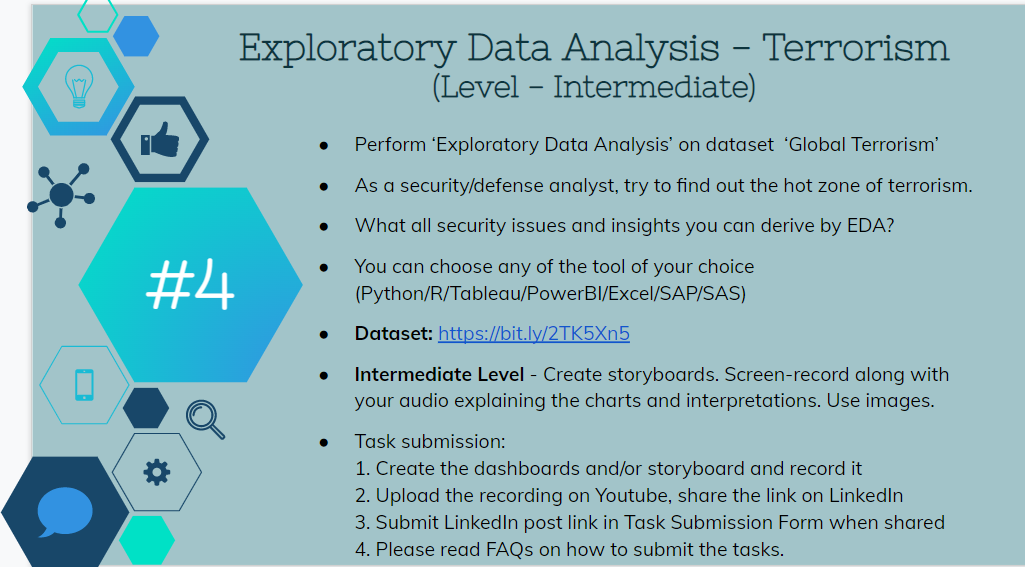 Exploratory Data Analysis - Terrorism
(Level - Intermediate)
#4
● Perform ‘Exploratory Data Analysis’ on dataset ‘Global Terrorism’
● As a security/defense analyst, try to find out the hot zone of terrorism.
● What all security issues and insights you can derive by EDA?
● You can choose any of the tool of your choice
(Python/R/Tableau/PowerBI/Excel/SAP/SAS)
● Dataset: https://bit.ly/2TK5Xn5
● Intermediate Level - Create storyboards. Screen-record along with
your audio explaining the charts and interpretations. Use images.
● Task submission:
1. Create the dashboards and/or storyboard and record it
2. Upload the recording on Youtube, share the link on LinkedIn
3. Submit LinkedIn post link in Task Submission Form when shared
4. Please read FAQs on how to submit the tasks.